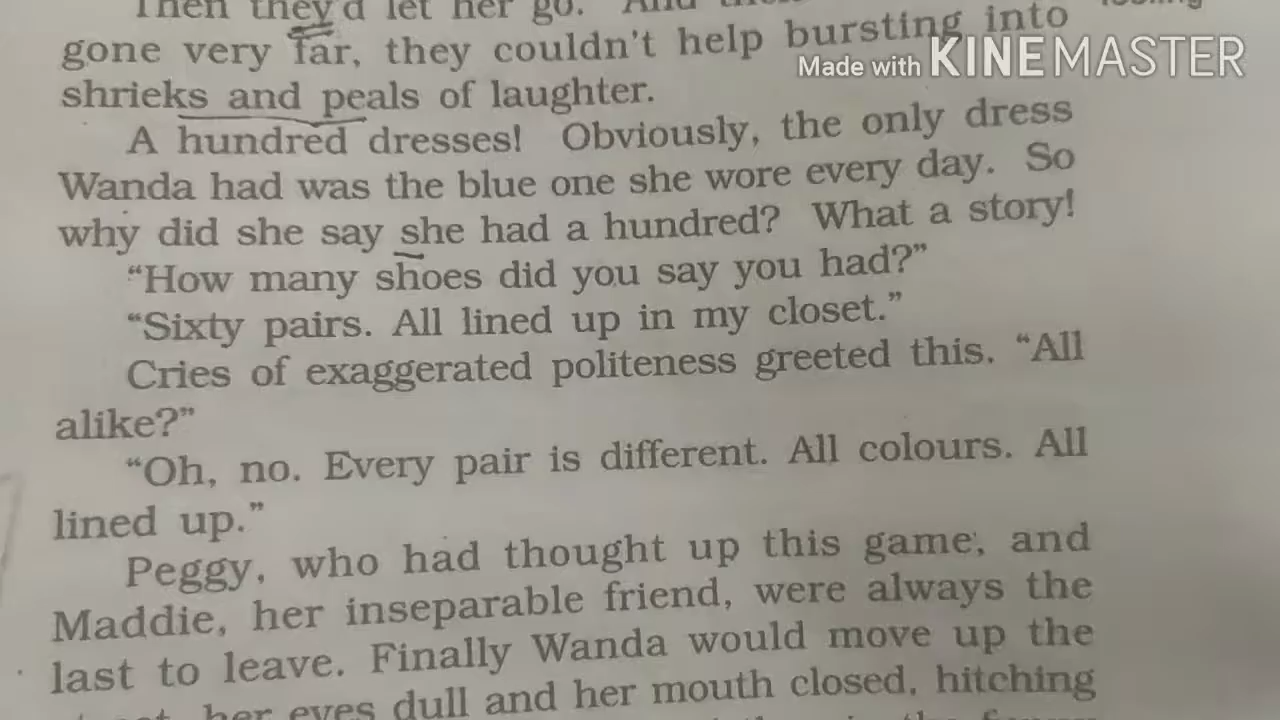 Then they'd let her go.
gone very far, they couldn't help bursting into
Made with KINEMASTER
shrieks and peals of laughter.
A hundred dresses!  Obviously, the only dress
Wanda had was the blue one she wore every day.  So
why did she say she had a hundred?  What a story!
“How many shoes did you say you had?”
“Sixty pairs. All lined up in my closet.”
Cries of exaggerated politeness greeted this. “All
alike?”
“Oh, no. Every pair is different. All colours. All
lined up.”
Peggy, who had thought up this game, and
Maddie, her inseparable friend, were always the
last to leave. Finally Wanda would move up the
her eyes dull and her mouth closed, hitching